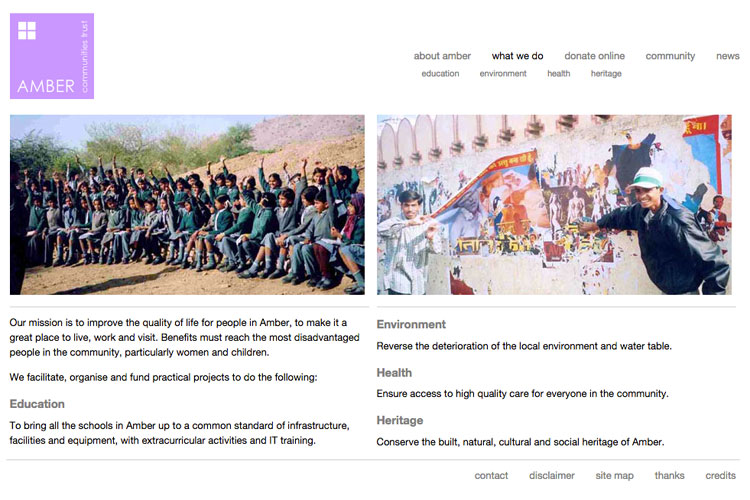 AMBER
communities trust
about amber what we do donate online community news
education environment health heritage
Our mission is to improve the quality of life for people in Amber, to make it a
great place to live, work and visit. Benefits must reach the most disadvantaged
people in the community, particularly women and children.
We facilitate, organise and fund practical projects to do the following:
Education
To bring all the schools in Amber up to a common standard of infrastructure,
facilities and equipment, with extracurricular activities and IT training.
Environment
Reverse the deterioration of the local environment and water table.
Health
Ensure access to high quality care for everyone in the community.
Heritage
Conserve the built, natural, cultural and social heritage of Amber.
contact disclaimer site map thanks credits